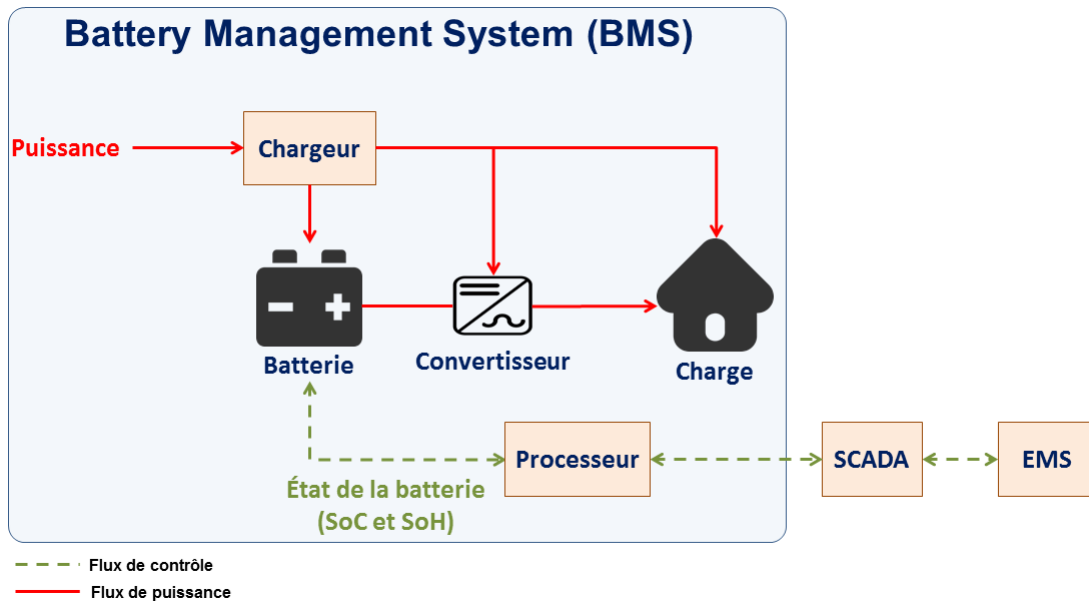 Battery Management System (BMS)
Puissance
Chargeur
Batterie
Convertisseur
Charge
Processeur
SCADA
EMS
État de la batterie
(SoC et SoH)
Flux de contrôle
Flux de puissance